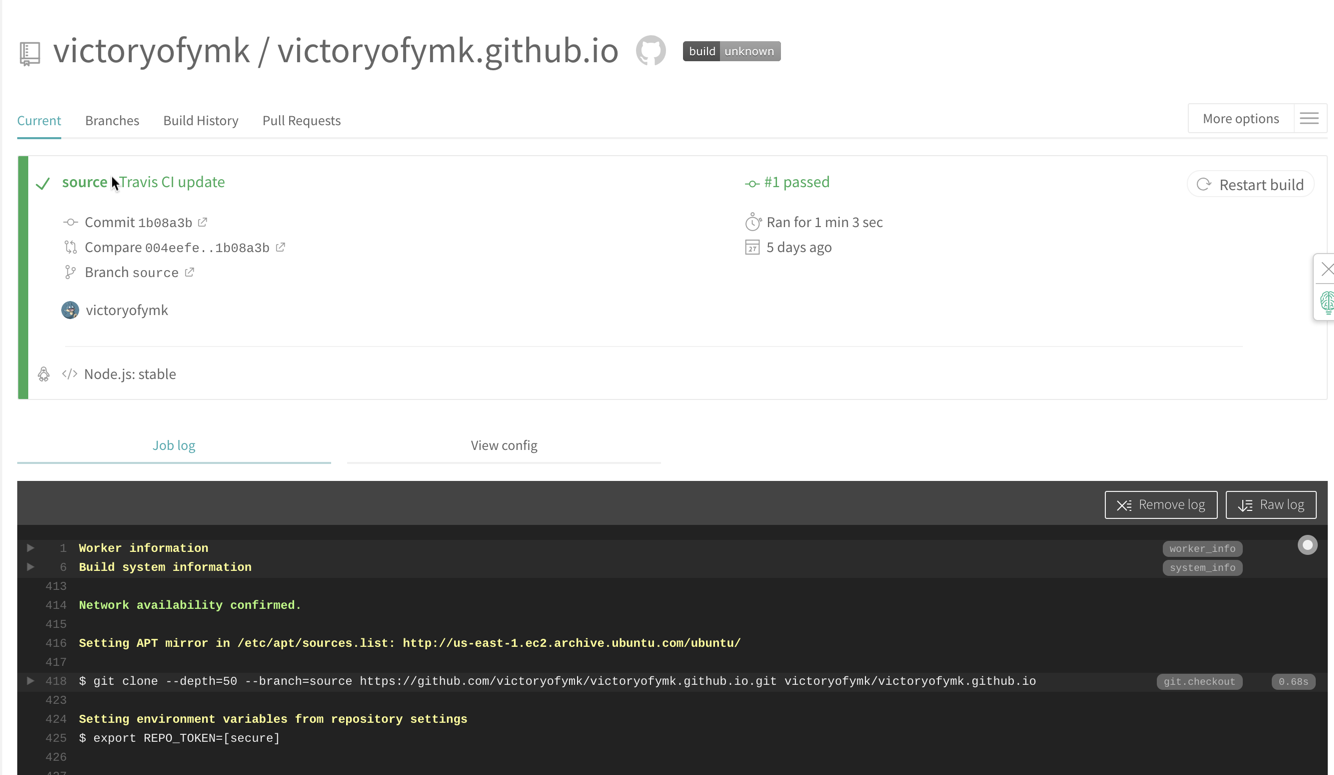 victoryofymk / victoryofymk.github.io build unknown
Current Branches Build History Pull Requests More options
source Travis CI update #1 passed Restart build
Commit 1b08a3b Ran for 1 min 3 sec
Compare 004eefe..1b08a3b 27 5 days ago
Branch source
victoryofymk
</> Node.js: stable
Job log View config
Remove log Raw log
1 Worker information worker_info
6 Build system information system_info
413
414 Network availability confirmed.
415
416 Setting APT mirror in /etc/apt/sources.list: http://us-east-1.ec2.archive.ubuntu.com/ubuntu/
417
418 $ git clone --depth=50 --branch=source https://github.com/victoryofymk/victoryofymk.github.io.git victoryofymk/victoryofymk.github.io git.checkout 0.68s
423
424 Setting environment variables from repository settings
425 $ export REPO_TOKEN=[secure]
426